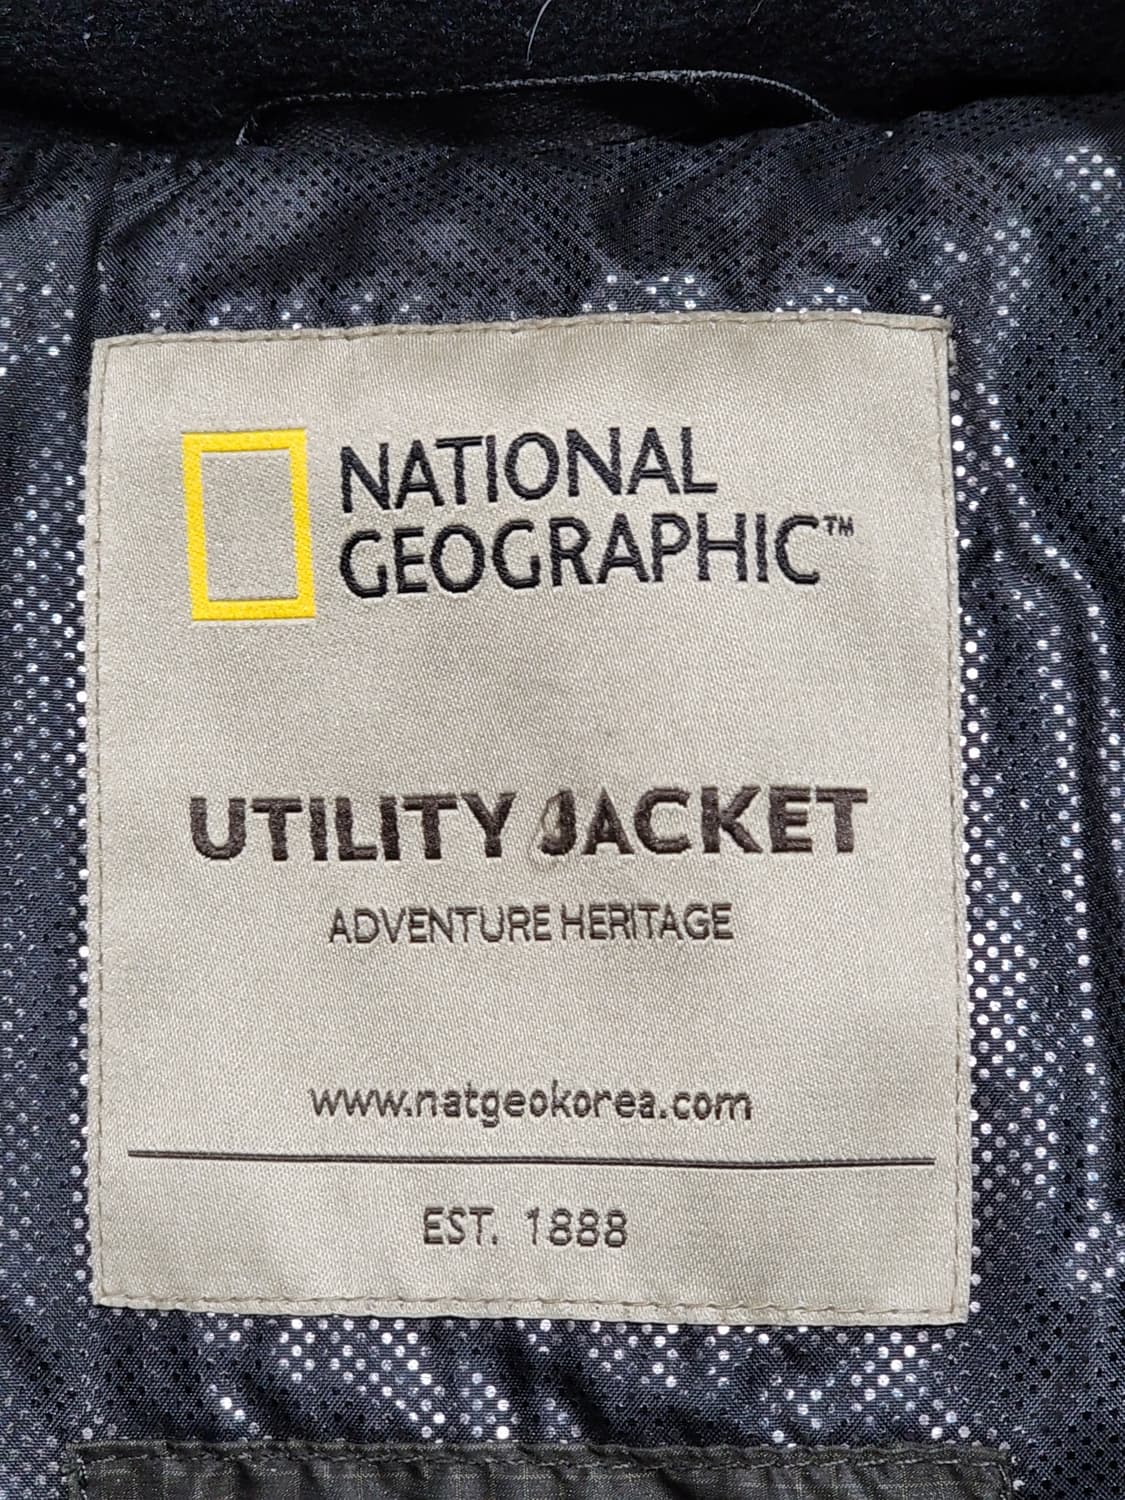 NATIONAL
GEOGRAPHIC™
UTILITY JACKET
ADVENTURE HERITAGE
www.natgeokorea.com
EST. 1888